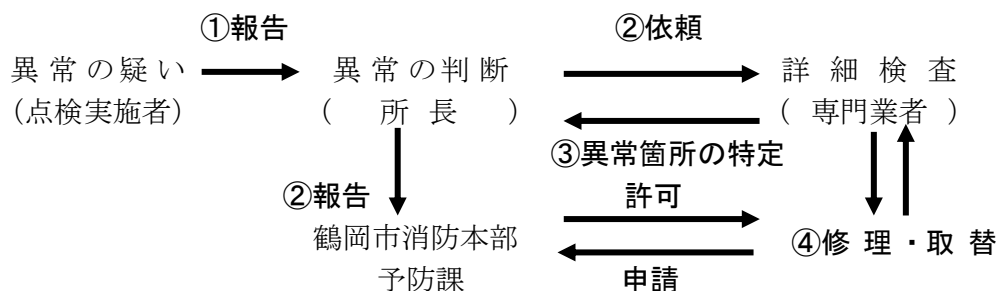 ①報告
②依頼
異常の疑い
異常の判断
詳細検査
(点検実施者)
(所長)
(専門業者)
③異常箇所の特定
②報告
許可
鶴岡市消防本部
予防課
④修理・取替
申請